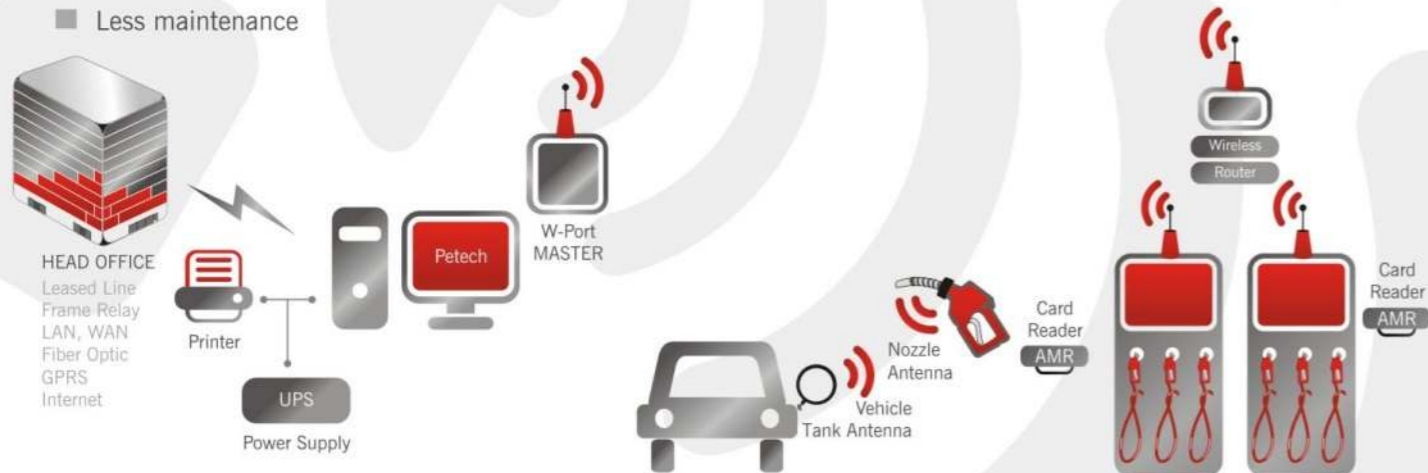 Less maintenance
HEAD OFFICE
Leased Line
Frame Relay
LAN, WAN
Fiber Optic
GPRS
Internet
Printer
UPS
Power Supply
Petech
W-Port
MASTER
Vehicle
Tank Antenna
Nozzle
Antenna
Card
Reader
AMR
Wireless
Router
Card
Reader
AMR